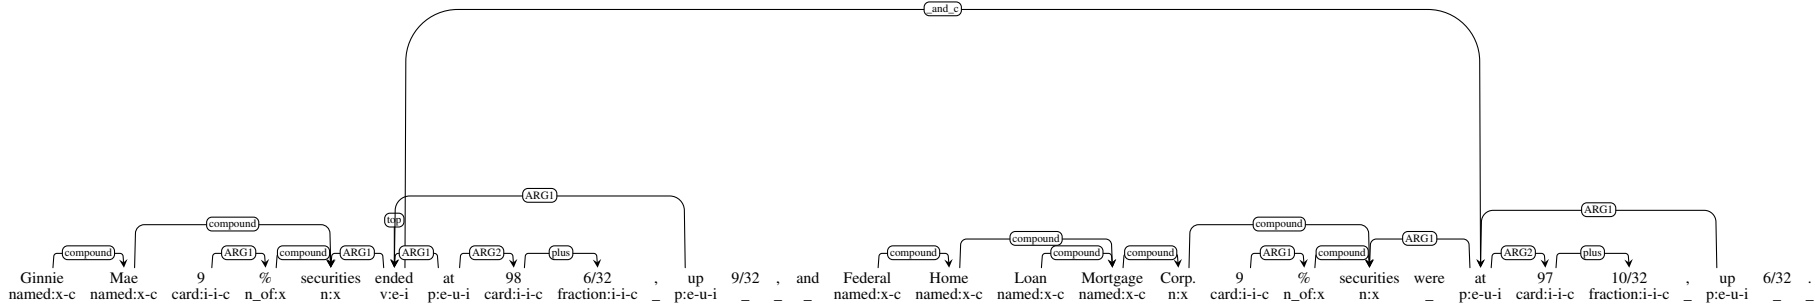 _and_c
ARG1
top
compound compound ARG1 compound ARG1 ARG1 ARG2 plus compound compound compound compound compound ARG1 compound ARG1 ARG1 ARG2 plus
Ginnie Mae 9 % securities ended at 98 6/32 , up 9/32 , and Federal Home Loan Mortgage Corp. 9 % securities were at 97 10/32 , up 6/32 .
named:x-c named:x-c card:i-i-c n_of:x n:x v:e-i p:e-u-i card:i-i-c fraction:i-i-c _ p:e-u-i _ _ _ named:x-c named:x-c named:x-c named:x-c n:x card:i-i-c n_of:x n:x _ p:e-u-i card:i-i-c fraction:i-i-c _ p:e-u-i _ _